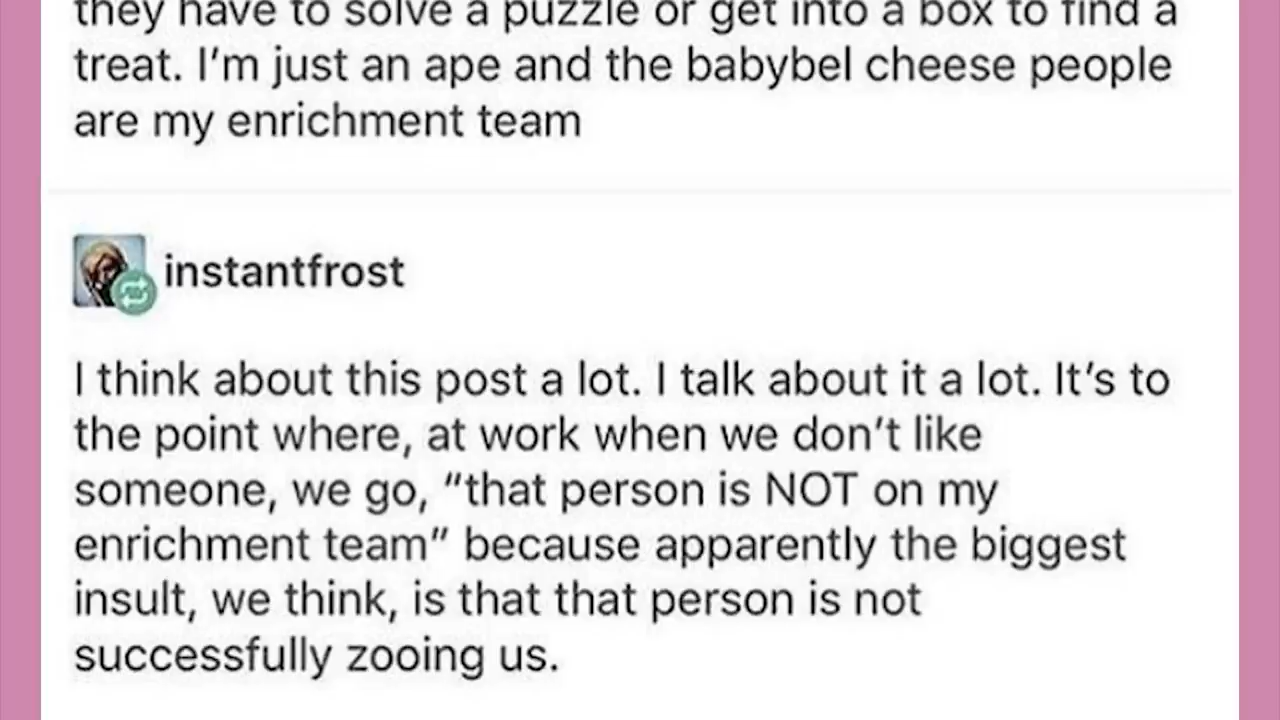 they have to solve a puzzle or get into a box to find a
treat. I’m just an ape and the babybel cheese people
are my enrichment team
instantfrost
I think about this post a lot. I talk about it a lot. It’s to
the point where, at work when we don’t like
someone, we go, “that person is NOT on my
enrichment team” because apparently the biggest
insult, we think, is that that person is not
successfully zooing us.